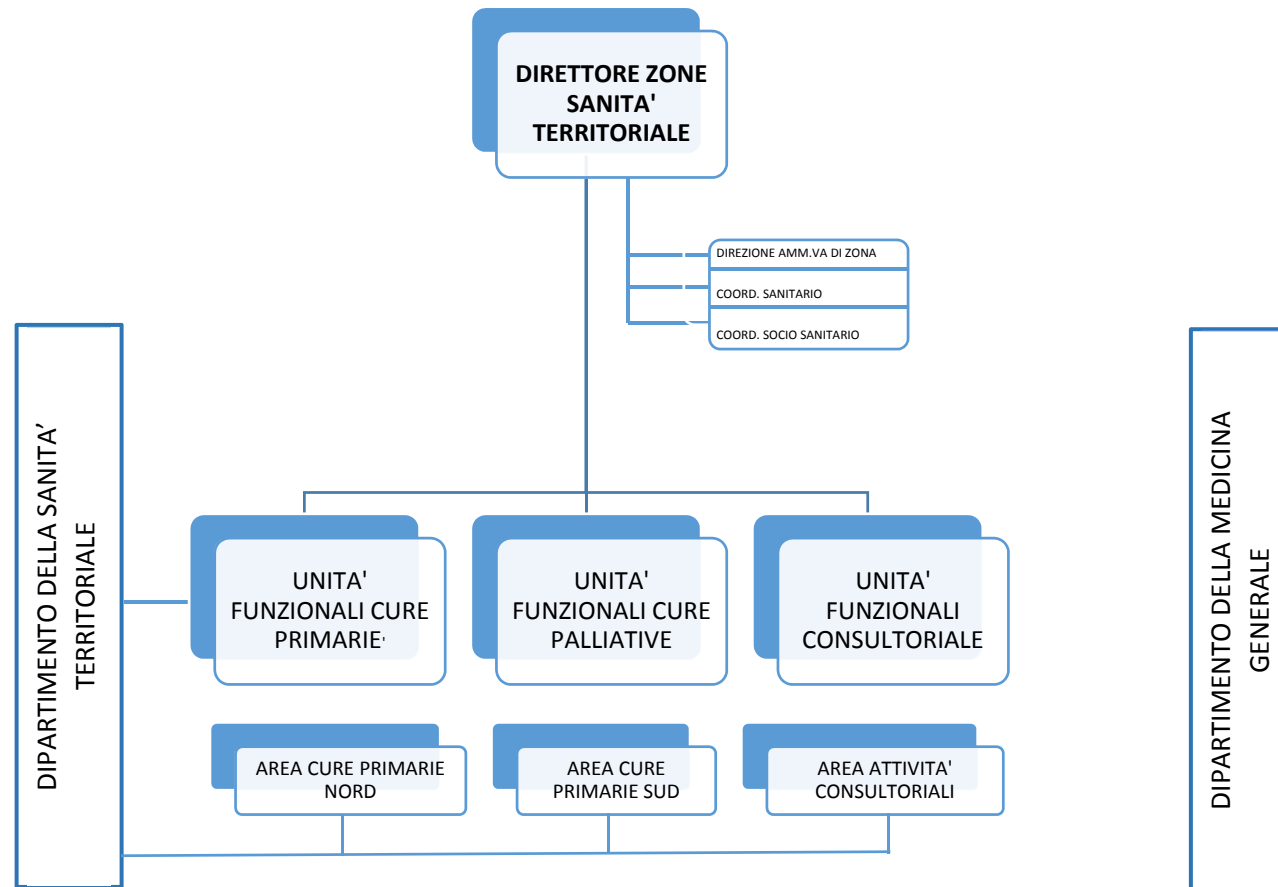 DIRETTORE ZONE
SANITA'
TERRITORIALE
DIREZIONE AMM.VA DI ZONA
COORD. SANITARIO
COORD. SOCIO SANITARIO
DIPARTIMENTO DELLA SANITA’
TERRITORIALE
UNITA'
FUNZIONALI CURE
PRIMARIE'
UNITA'
FUNZIONALI CURE
PALLIATIVE
UNITA'
FUNZIONALI
CONSULTORIALE
DIPARTIMENTO DELLA MEDICINA
GENERALE
AREA CURE PRIMARIE
NORD
AREA CURE
PRIMARIE SUD
AREA ATTIVITA'
CONSULTORIALI